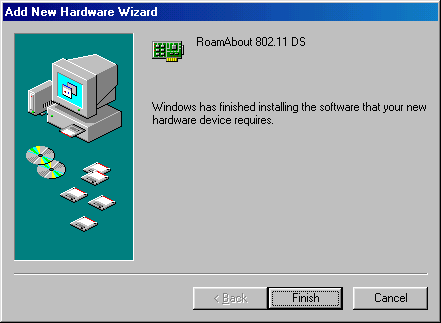 Add New Hardware Wizard
RoamAbout 802.11 DS
Windows has finished installing the software that your new
hardware device requires.
< Back
Finish
Cancel